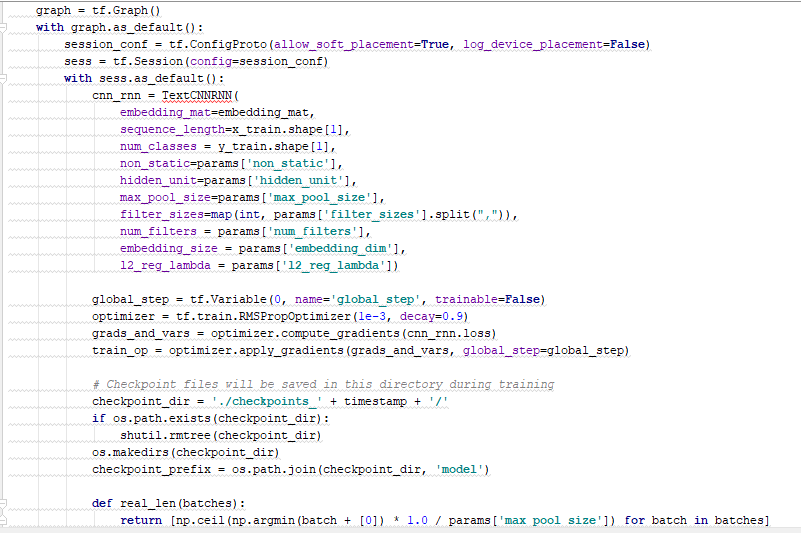 graph = tf.Graph()
with graph.as_default():
    session_conf = tf.ConfigProto(allow_soft_placement=True, log_device_placement=False)
    sess = tf.Session(config=session_conf)
    with sess.as_default():
        cnn_rnn = TextCNNRNN(
            embedding_mat=embedding_mat,
            sequence_length=x_train.shape[1],
            num_classes = y_train.shape[1],
            non_static=params['non_static'],
            hidden_unit=params['hidden_unit'],
            max_pool_size=params['max_pool_size'],
            filter_sizes=map(int, params['filter_sizes'].split(",")),
            num_filters = params['num_filters'],
            embedding_size = params['embedding_dim'],
            l2_reg_lambda = params['l2_reg_lambda'])

        global_step = tf.Variable(0, name='global_step', trainable=False)
        optimizer = tf.train.RMSPropOptimizer(1e-3, decay=0.9)
        grads_and_vars = optimizer.compute_gradients(cnn_rnn.loss)
        train_op = optimizer.apply_gradients(grads_and_vars, global_step=global_step)

        # Checkpoint files will be saved in this directory during training
        checkpoint_dir = './checkpoints_' + timestamp + '/'
        if os.path.exists(checkpoint_dir):
            shutil.rmtree(checkpoint_dir)
        os.makedirs(checkpoint_dir)
        checkpoint_prefix = os.path.join(checkpoint_dir, 'model')

        def real_len(batches):
            return [np.ceil(np.argmin(batch + [0]) * 1.0 / params['max_pool_size']) for batch in batches]